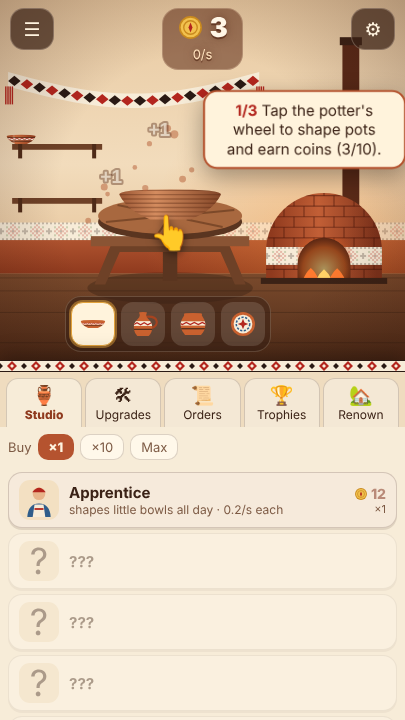 3
0/s
1/3 Tap the potter's
wheel to shape pots
and earn coins (3/10).
+1
+1
Studio
Upgrades
Orders
Trophies
Renown
Buy
×1
×10
Max
Apprentice
12
shapes little bowls all day · 0.2/s each
×1
?
???
?
???
?
???